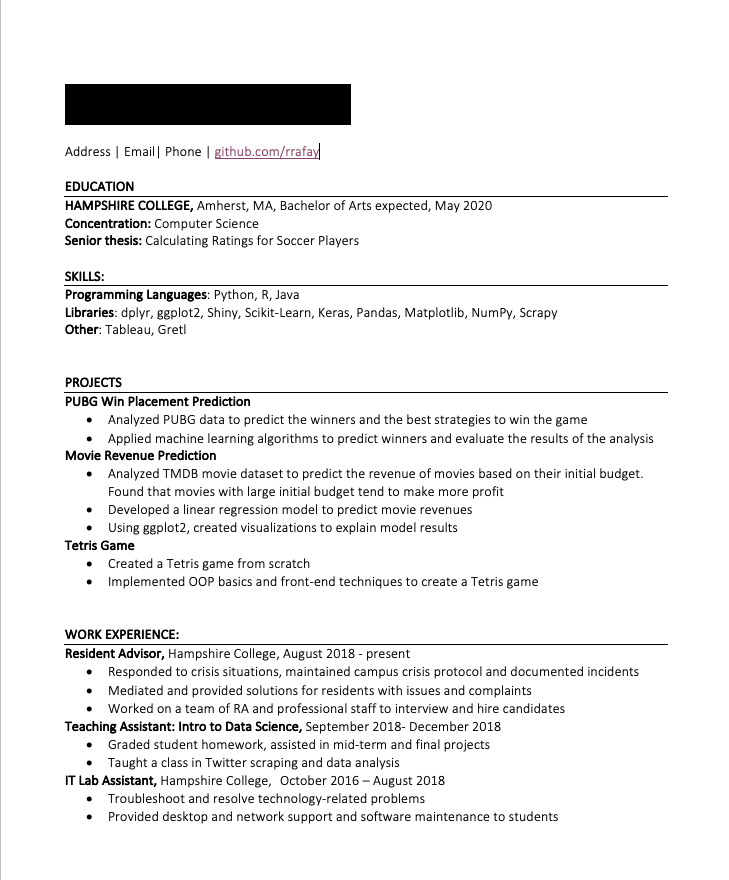 Address | Email| Phone | github.com/rrafay
EDUCATION
HAMPSHIRE COLLEGE, Amherst, MA, Bachelor of Arts expected, May 2020
Concentration: Computer Science
Senior thesis: Calculating Ratings for Soccer Players
SKILLS:
Programming Languages: Python, R, Java
Libraries: dplyr, ggplot2, Shiny, Scikit-Learn, Keras, Pandas, Matplotlib, NumPy, Scrapy
Other: Tableau, Gretl
PROJECTS
PUBG Win Placement Prediction
• Analyzed PUBG data to predict the winners and the best strategies to win the game
• Applied machine learning algorithms to predict winners and evaluate the results of the analysis
Movie Revenue Prediction
• Analyzed TMDB movie dataset to predict the revenue of movies based on their initial budget.
Found that movies with large initial budget tend to make more profit
• Developed a linear regression model to predict movie revenues
• Using ggplot2, created visualizations to explain model results
Tetris Game
• Created a Tetris game from scratch
• Implemented OOP basics and front-end techniques to create a Tetris game
WORK EXPERIENCE:
Resident Advisor, Hampshire College, August 2018 - present
• Responded to crisis situations, maintained campus crisis protocol and documented incidents
• Mediated and provided solutions for residents with issues and complaints
• Worked on a team of RA and professional staff to interview and hire candidates
Teaching Assistant: Intro to Data Science, September 2018- December 2018
• Graded student homework, assisted in mid-term and final projects
• Taught a class in Twitter scraping and data analysis
IT Lab Assistant, Hampshire College,  October 2016 – August 2018
• Troubleshoot and resolve technology-related problems
• Provided desktop and network support and software maintenance to students